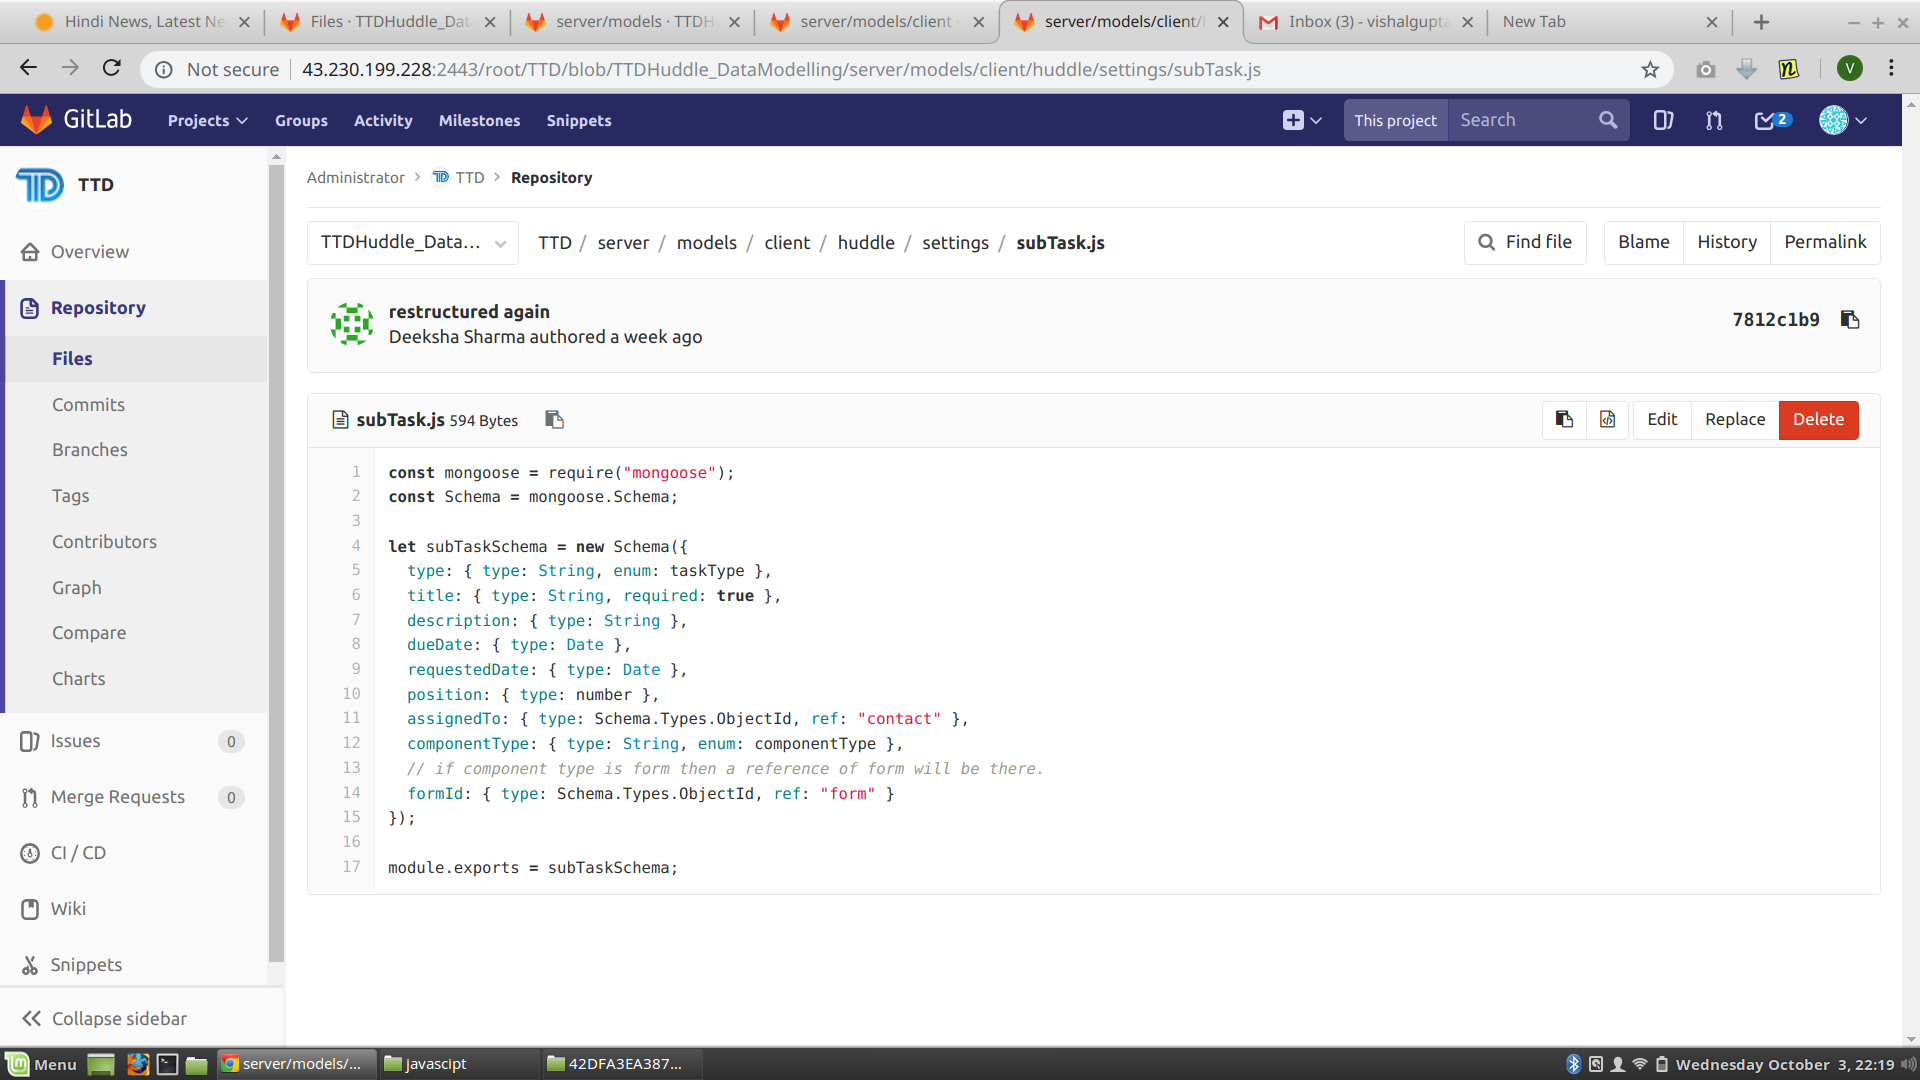 Hindi News, Latest Ne
Files · TTDHuddle_Dat
server/models · TTDH
server/models/client ·
server/models/client/h
Inbox (3) - vishalgupta
New Tab
Not secure
43.230.199.228:2443/root/TTD/blob/TTDHuddle_DataModelling/server/models/client/huddle/settings/subTask.js
V
GitLab
Projects
Groups
Activity
Milestones
Snippets
This project
Search
2
TTD
Overview
Repository
Files
Commits
Branches
Tags
Contributors
Graph
Compare
Charts
Issues 0
Merge Requests 0
CI / CD
Wiki
Snippets
Collapse sidebar
Administrator > TTD > Repository
TTDHuddle_Data...
TTD / server / models / client / huddle / settings / subTask.js
Find file
Blame
History
Permalink
restructured again
Deeksha Sharma authored a week ago
7812c1b9
subTask.js 594 Bytes
Edit
Replace
Delete
1 const mongoose = require("mongoose");
2 const Schema = mongoose.Schema;
3
4 let subTaskSchema = new Schema({
5 type: { type: String, enum: taskType },
6 title: { type: String, required: true },
7 description: { type: String },
8 dueDate: { type: Date },
9 requestedDate: { type: Date },
10 position: { type: number },
11 assignedTo: { type: Schema.Types.ObjectId, ref: "contact" },
12 componentType: { type: String, enum: componentType },
13 // if component type is form then a reference of form will be there.
14 formId: { type: Schema.Types.ObjectId, ref: "form" }
15 });
16
17 module.exports = subTaskSchema;
Menu
server/models/...
javascipt
42DFA3EA387...
Wednesday October 3, 22:19